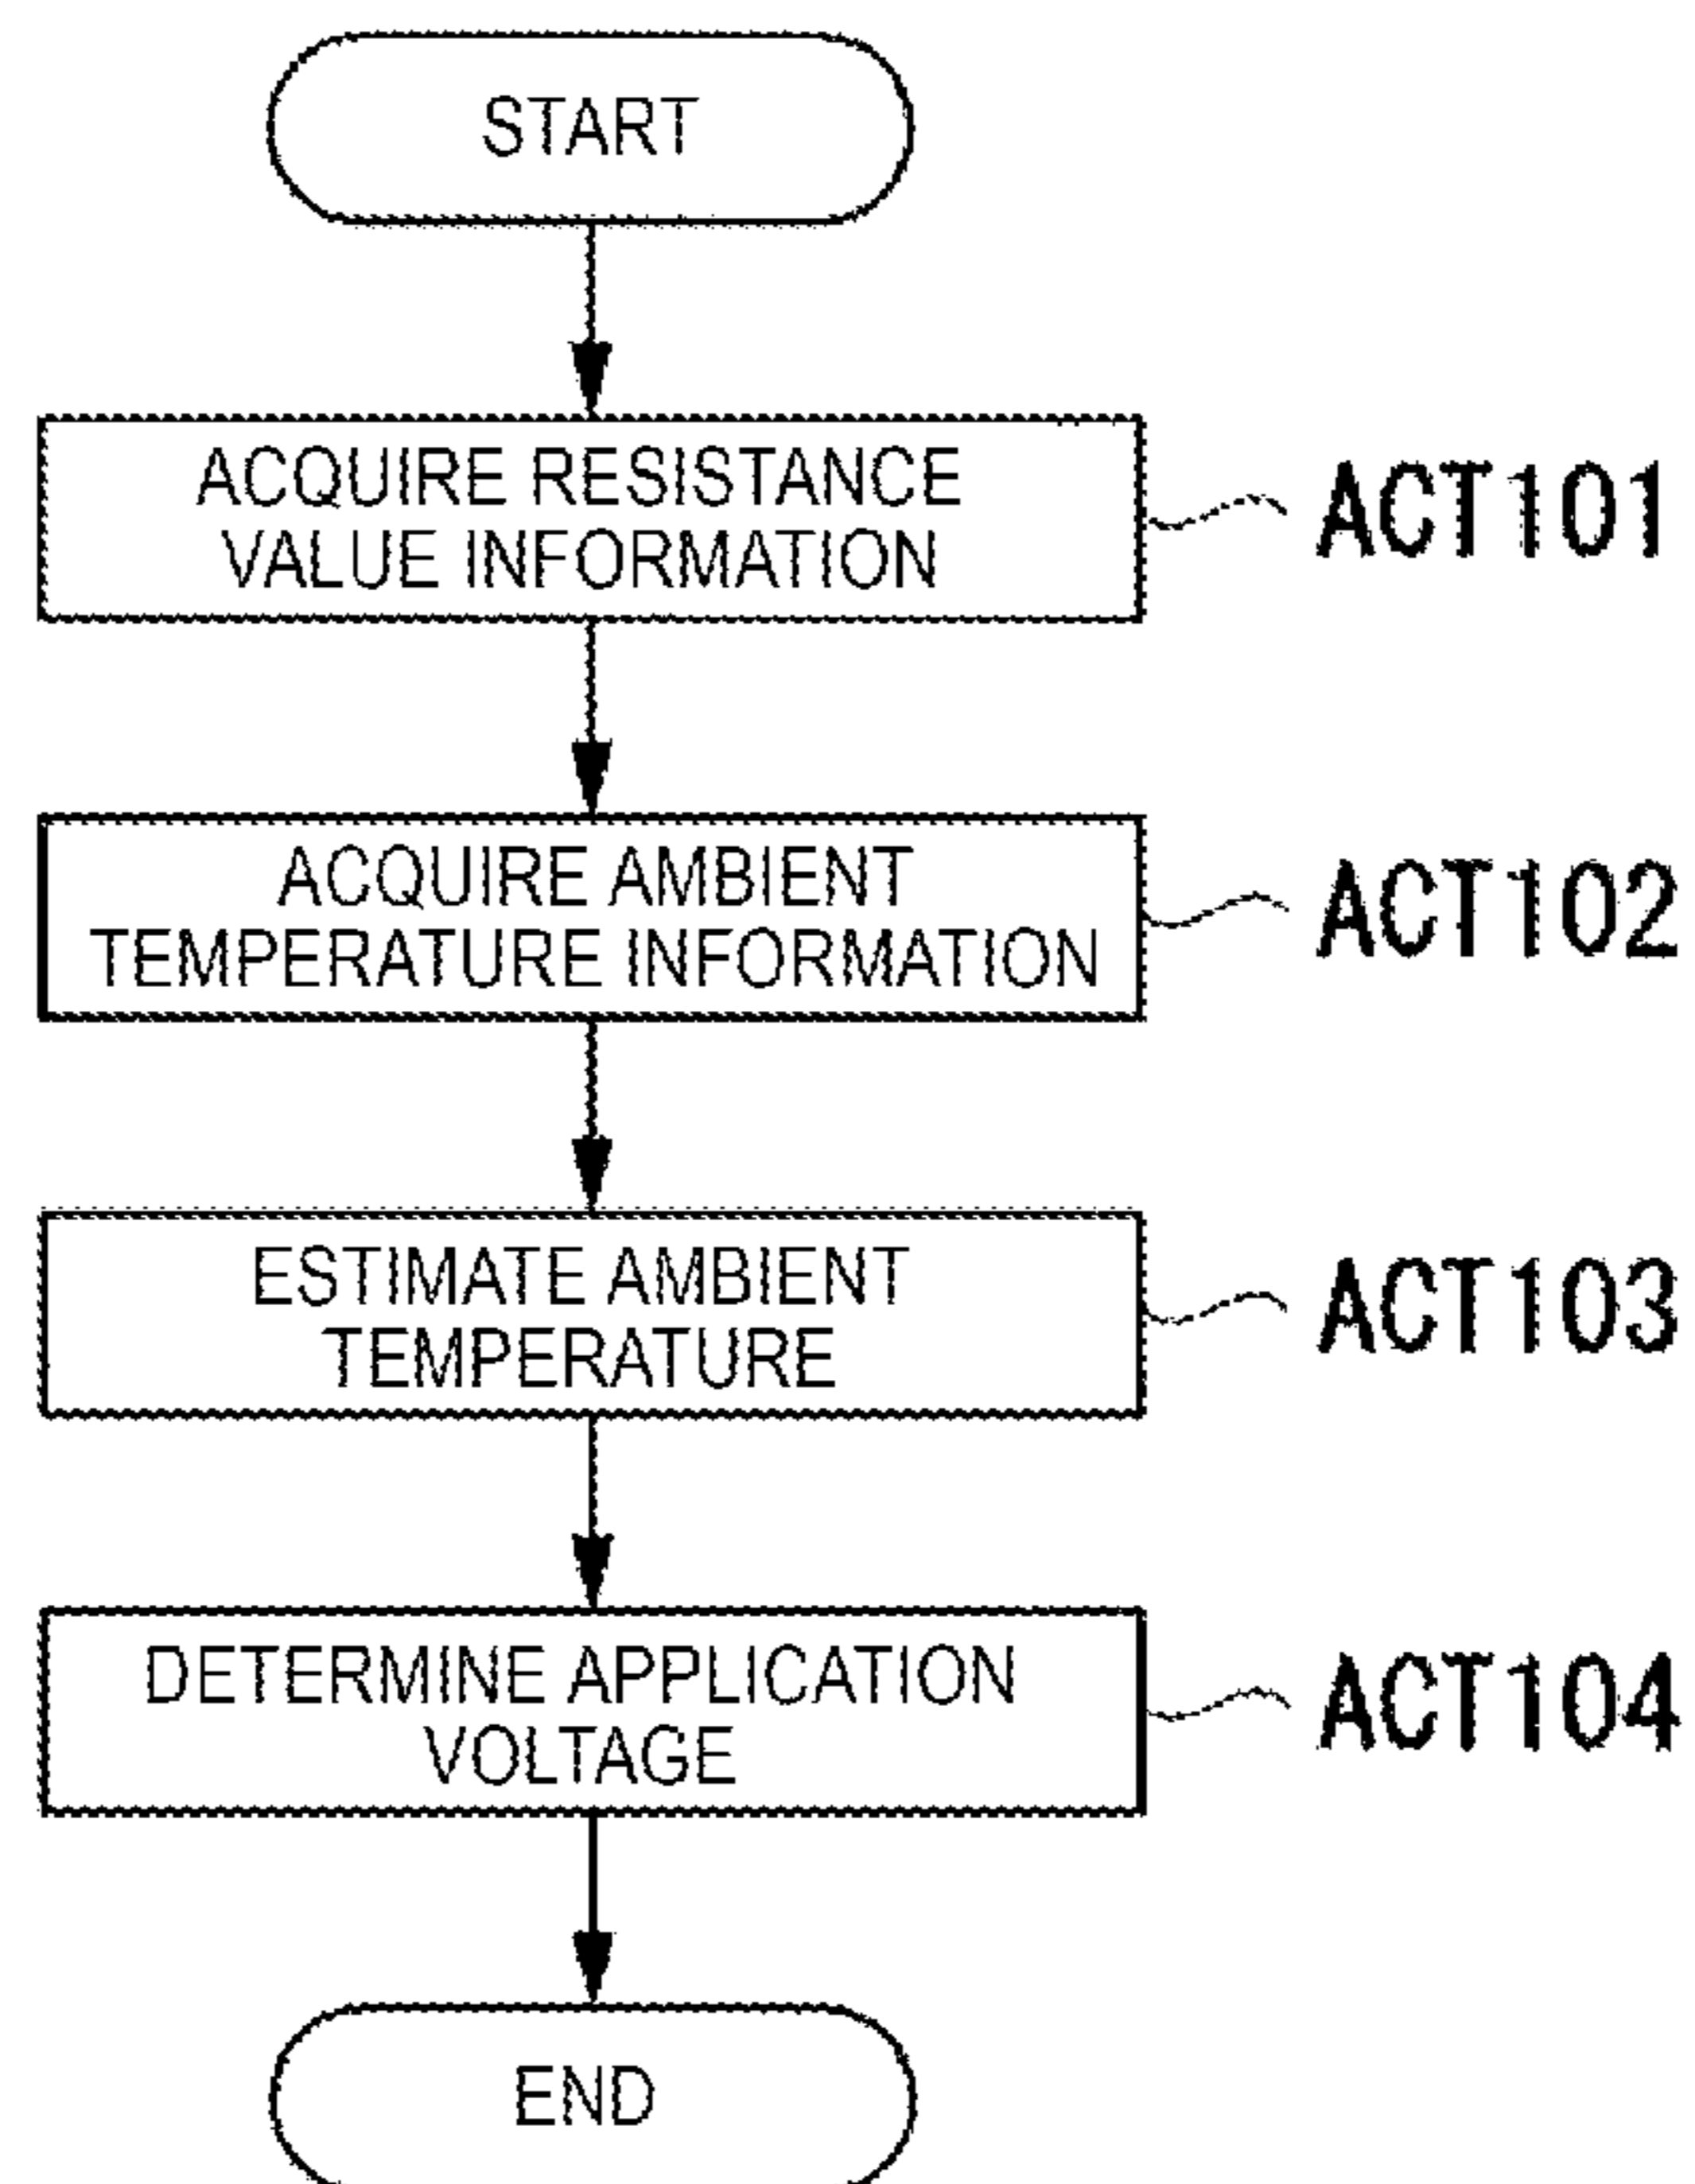 START
ACQUIRE RESISTANCE
VALUE INFORMATION
ACT101
ACQUIRE AMBIENT
TEMPERATURE INFORMATION
ACT102
ESTIMATE AMBIENT
TEMPERATURE
ACT103
DETERMINE APPLICATION
VOLTAGE
ACT104
END